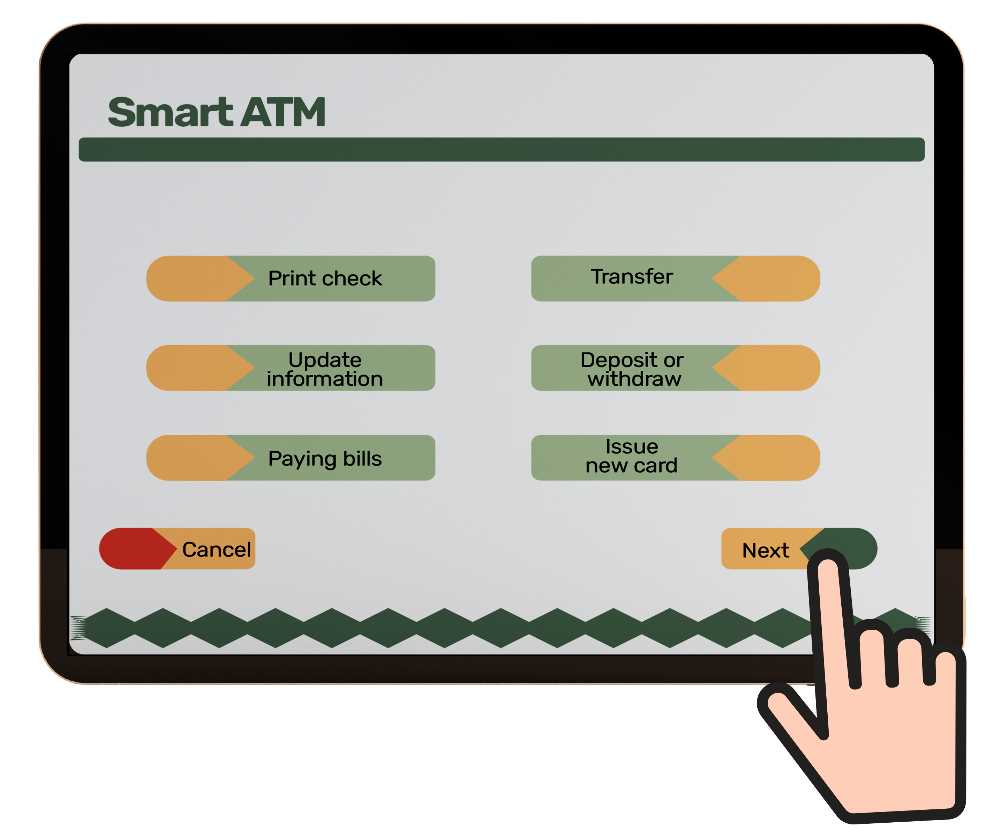 Smart ATM
Print check
Transfer
Update
information
Deposit or
withdraw
Paying bills
Issue
new card
Cancel
Next